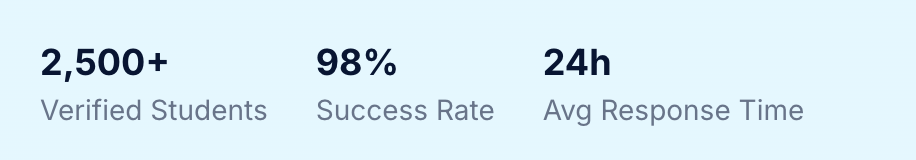 2,500+ 98% 24h
Verified Students Success Rate Avg Response Time